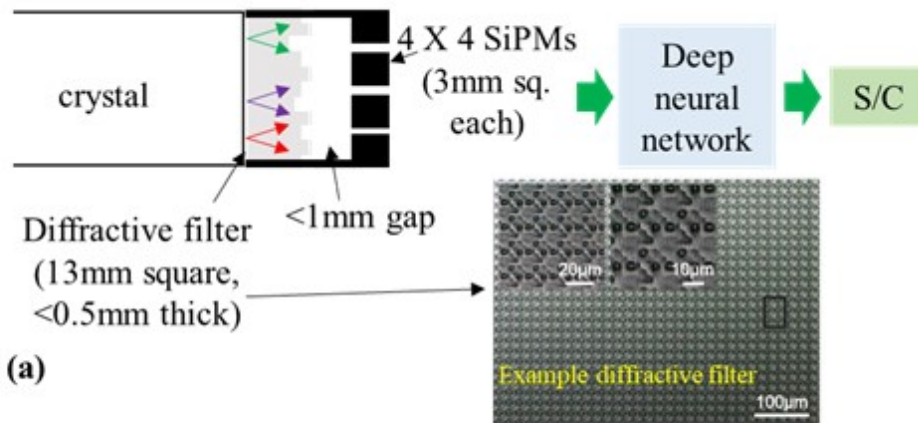 crystal
4 X 4 SiPMs
(3mm sq.
each)
Deep
neural
network
S/C
Diffractive filter
(13mm square,
<0.5mm thick)
<1mm gap
20µm
10µm
Example diffractive filter
100µm
(a)